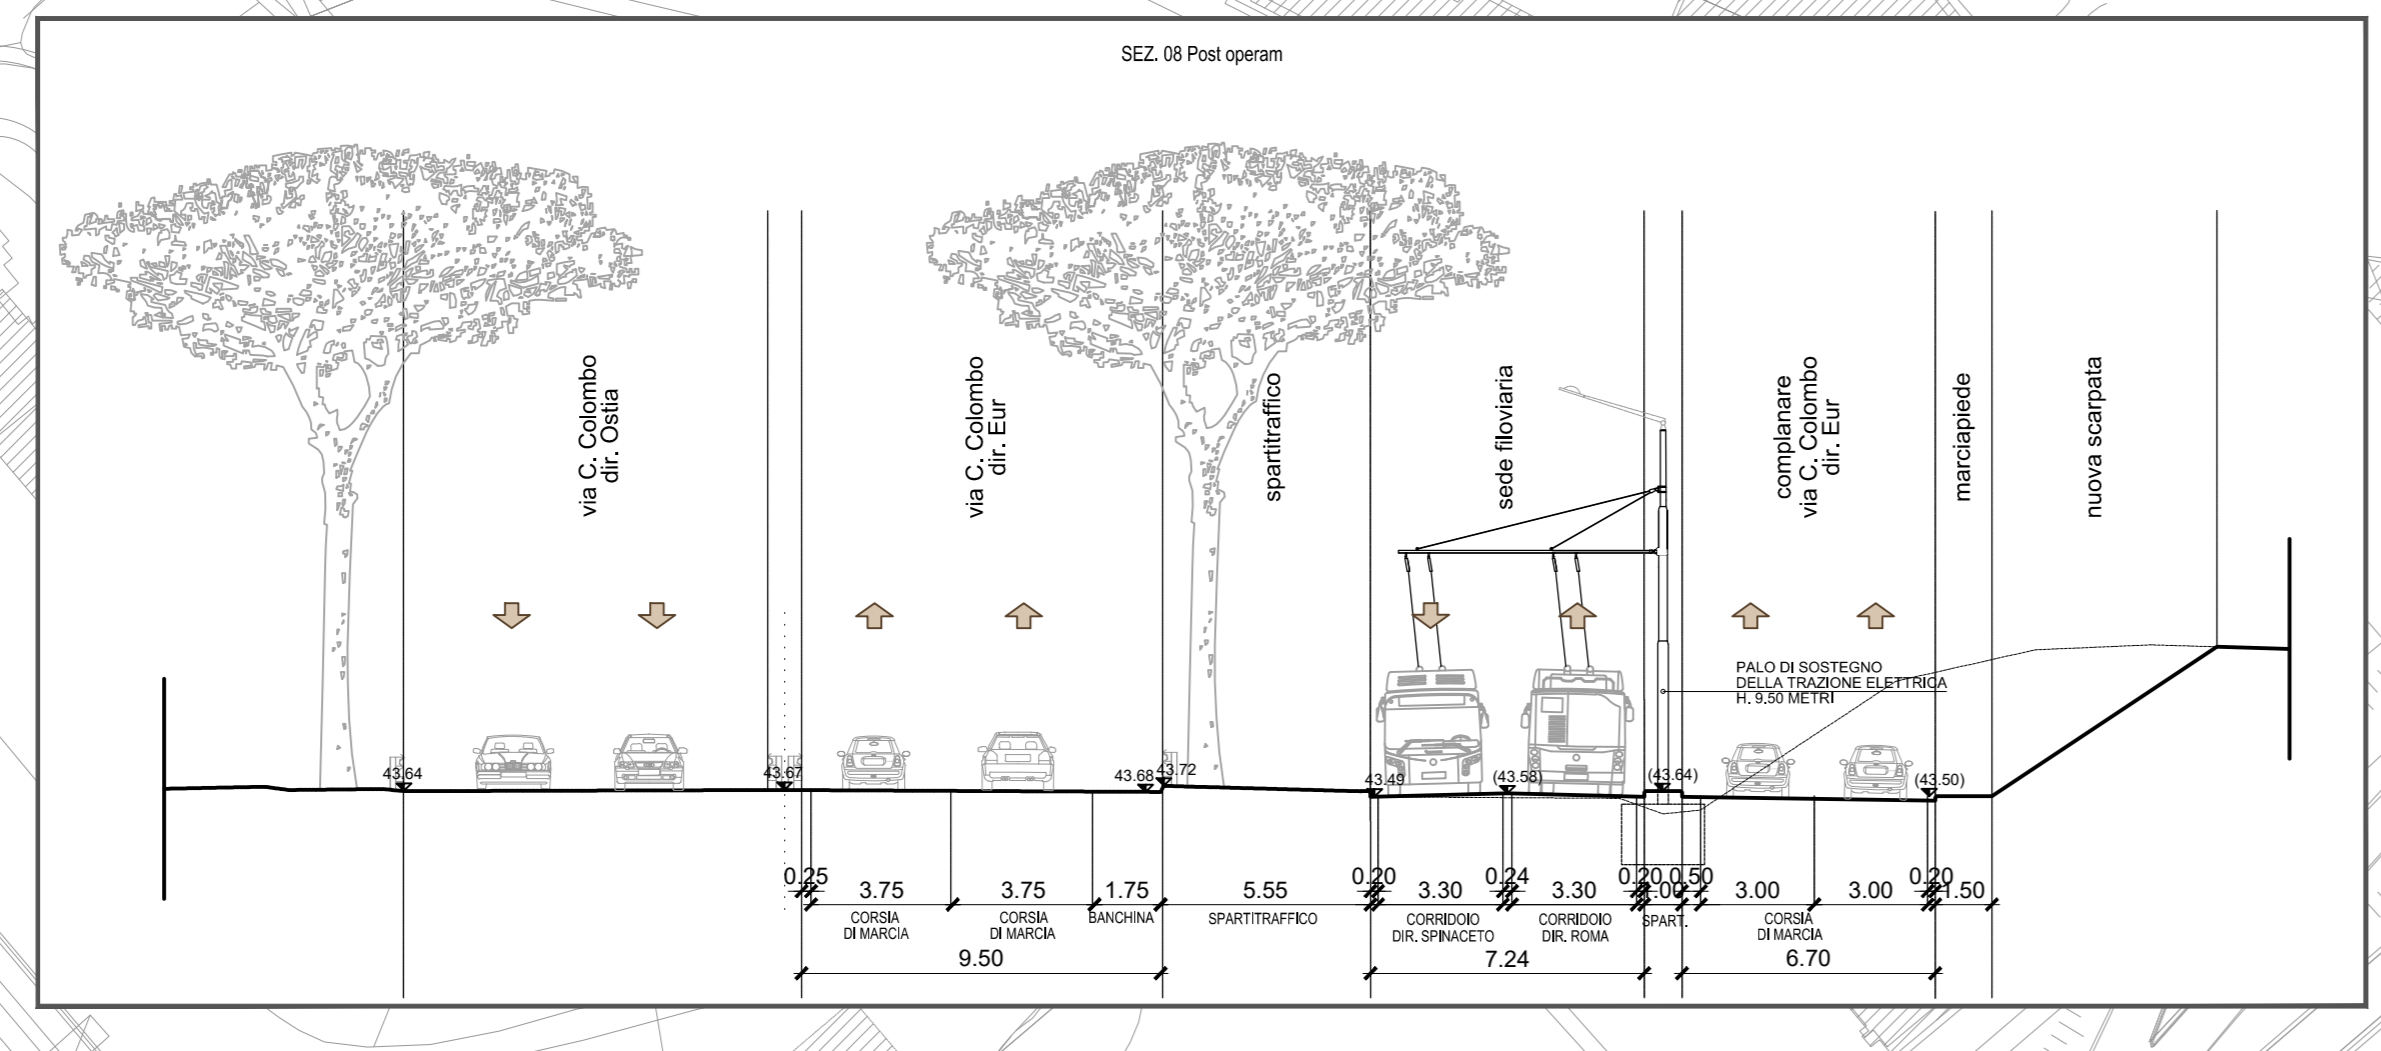 SEZ. 08 Post operam
via C. Colombo
dir. Ostia
via C. Colombo
dir. Eur
spartitraffico
sede filoviaria
complanare
via C. Colombo
dir. Eur
marciapiede
nuova scarpata
PALO DI SOSTEGNO
DELLA TRAZIONE ELETTRICA
H. 9.50 METRI
43.64
43.67
43.68
43.72
43.49
(43.58)
(43.64)
(43.50)
0.25
3.75
3.75
1.75
5.55
0.20
3.30
0.24
3.30
0.20
1.00
0.50
3.00
3.00
0.20
1.50
CORSIA
DI MARCIA
CORSIA
DI MARCIA
BANCHINA
SPARTITRAFFICO
CORRIDOIO
DIR. SPINACETO
CORRIDOIO
DIR. ROMA
SPART.
CORSIA
DI MARCIA
9.50
7.24
6.70